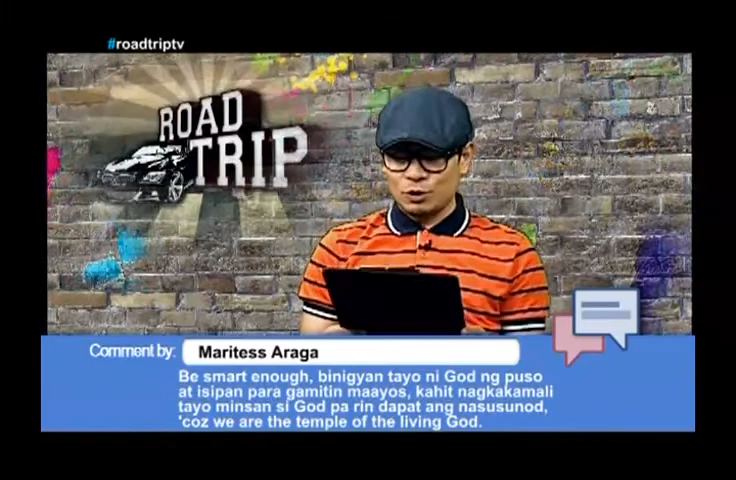 #roadtriptv
ROAD
TRIP
Comment by: Maritess Araga
Be smart enough, binigyan tayo ni God ng puso
at isipan para gamitin maayos, kahit nagkakamali
tayo minsan si God pa rin dapat ang nasusunod,
'coz we are the temple of the living God.